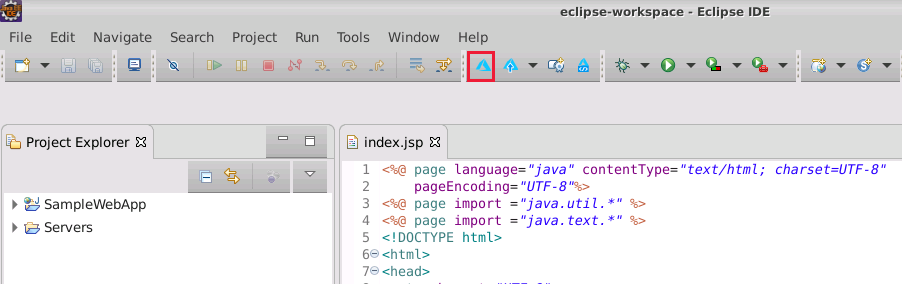 eclipse-workspace - Eclipse IDE
File Edit Navigate Search Project Run Tools Window Help
Project Explorer
index.jsp
SampleWebApp
Servers
1 <%@ page language="java" contentType="text/html; charset=UTF-8"
2 pageEncoding="UTF-8"%>
3 <%@ page import ="java.util.*" %>
4 <%@ page import ="java.text.*" %>
5 <!DOCTYPE html>
6 <html>
7 <head>